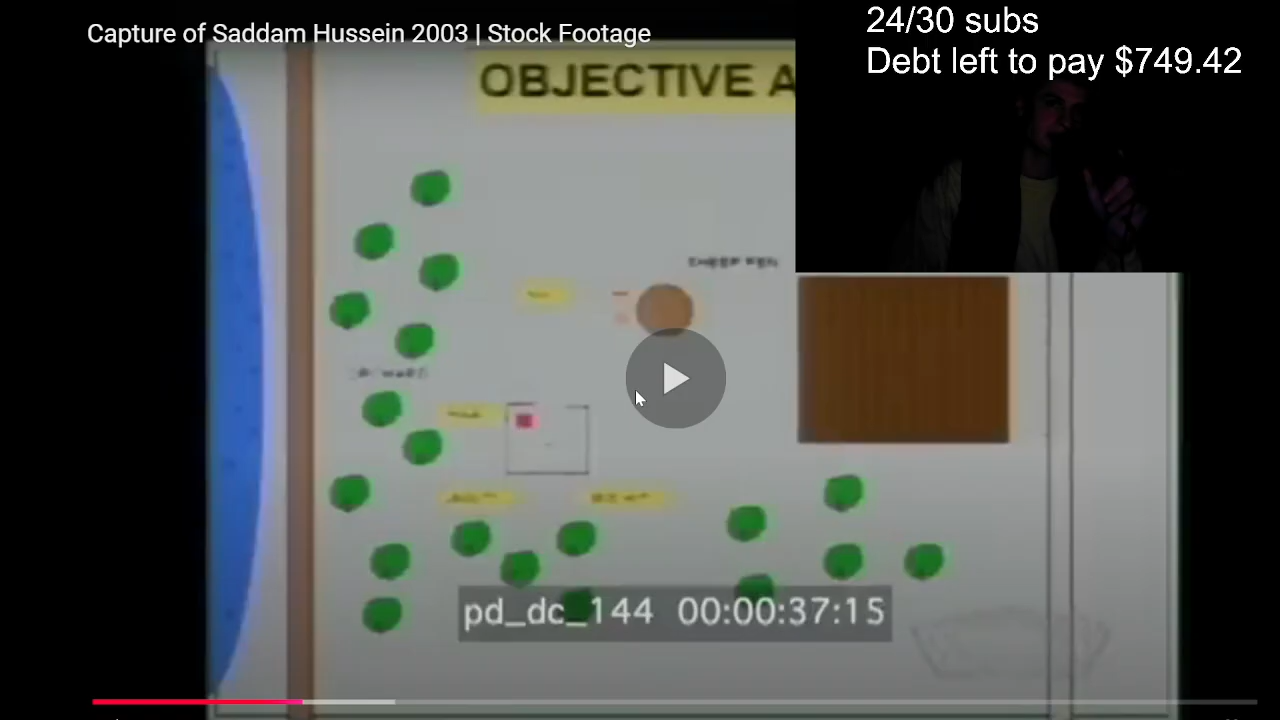 Capture of Saddam Hussein 2003 | Stock Footage
24/30 subs
Debt left to pay $749.42
OBJECTIVE A
SHEEP PEN
pd_dc_144 00:00:37:15